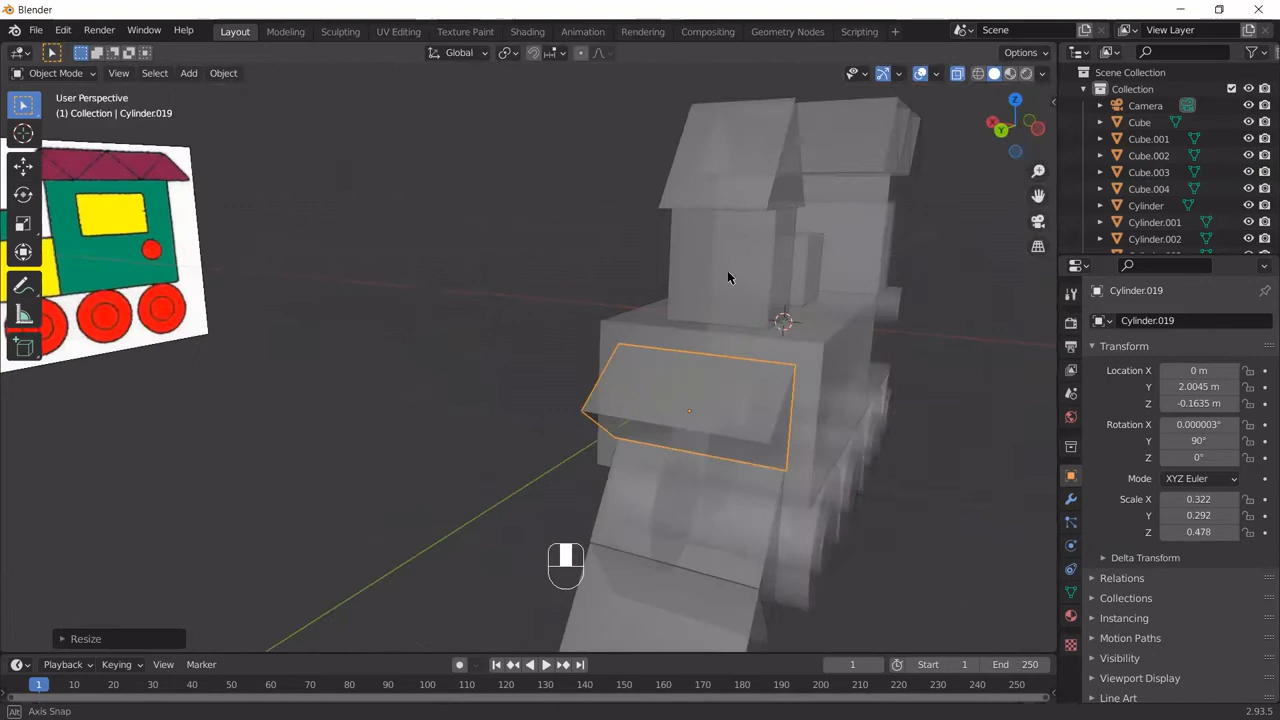 Blender
File Edit Render Window Help Layout Modeling Sculpting UV Editing Texture Paint Shading Animation Rendering Compositing Geometry Nodes Scripting + Scene View Layer
Global Options
Object Mode View Select Add Object
User Perspective
(1) Collection | Cylinder.019
X
Y
Z
Scene Collection
Collection
Camera
Cube
Cube.001
Cube.002
Cube.003
Cube.004
Cylinder
Cylinder.001
Cylinder.002
Cylinder.019
Cylinder.019
Transform
Location X 0 m
Y 2.0045 m
Z -0.1635 m
Rotation X 0.000003°
Y 90°
Z 0°
Mode XYZ Euler
Scale X 0.322
Y 0.292
Z 0.478
Delta Transform
Relations
Collections
Instancing
Motion Paths
Visibility
Viewport Display
Line Art
Resize
Playback Keying View Marker 1 Start 1 End 250
1 10 20 30 40 50 60 70 80 90 100 110 120 130 140 150 160 170 180 190 200 210 220 230 240 250
Alt Axis Snap 2.93.5